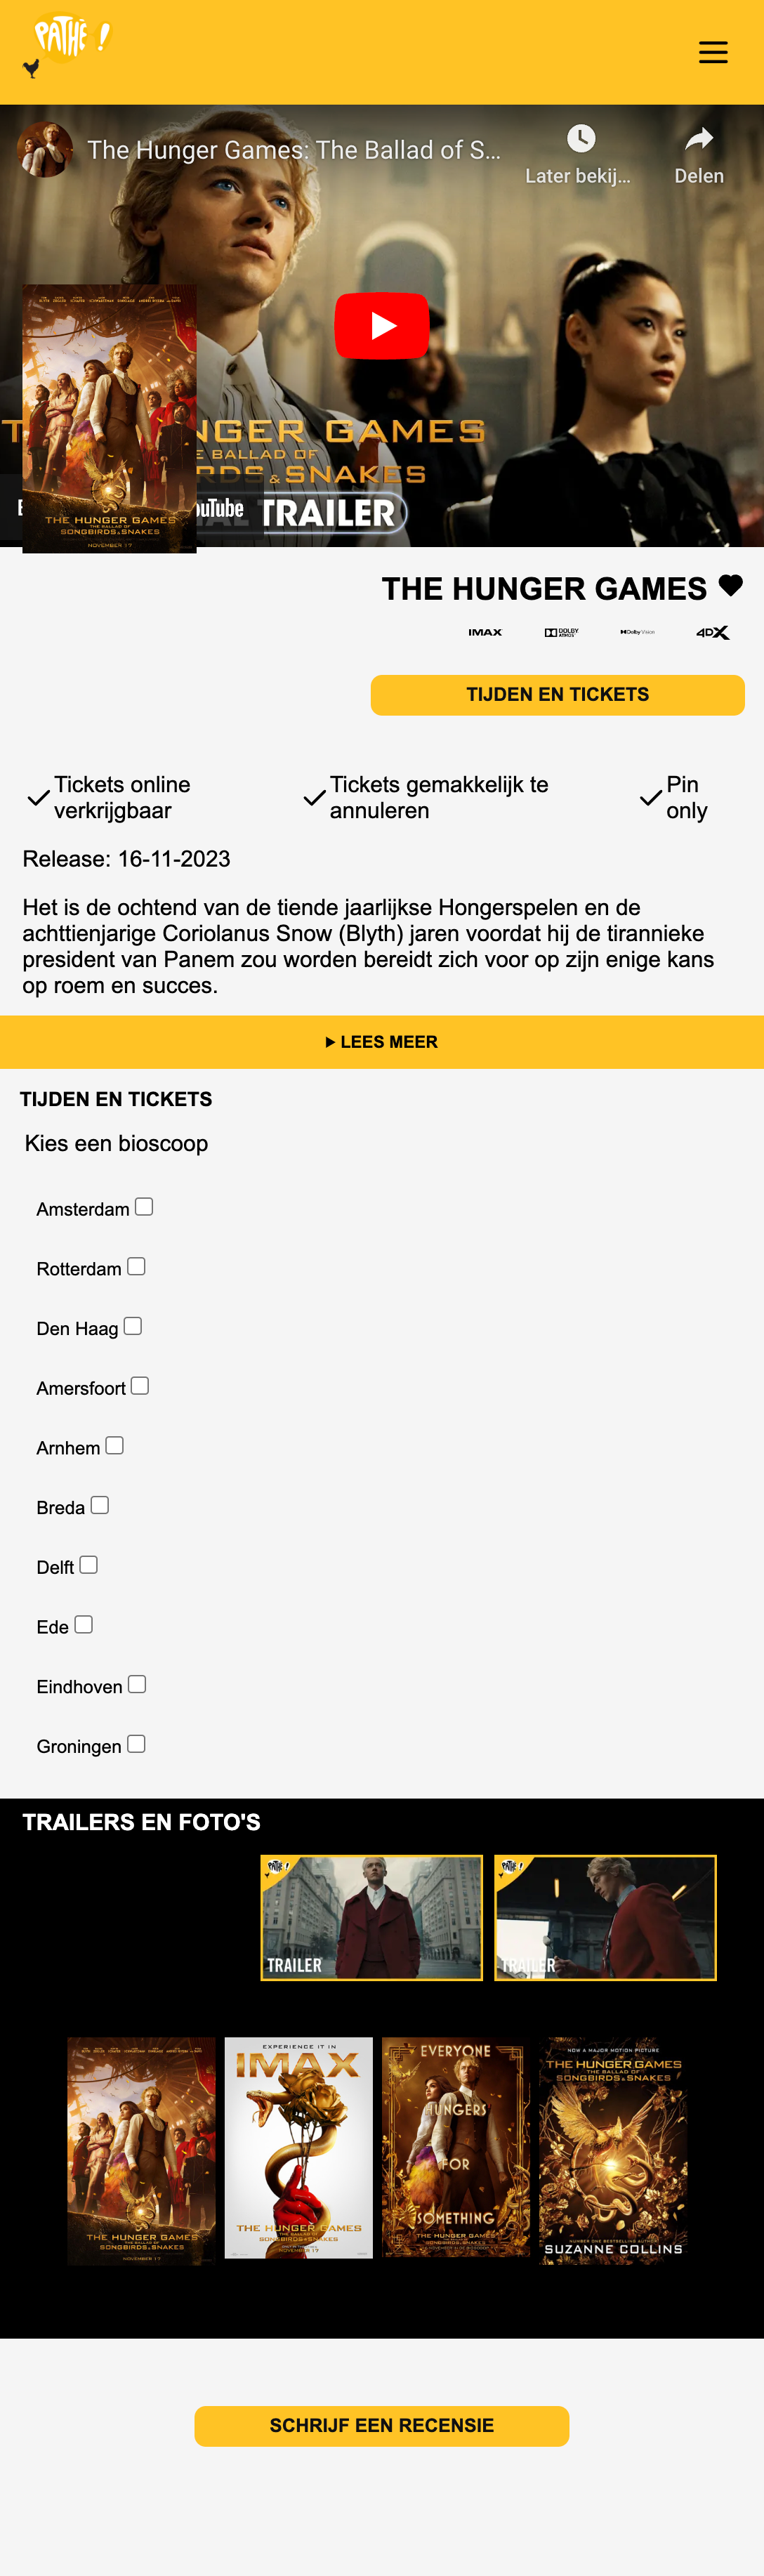 PATHÉ !
The Hunger Games: The Ballad of S...
Later bekij...
Delen
NGER GAMES
E BALLAD OF
RDS & SNAKES
THE HUNGER GAMES
THE BALLAD OF
SONGBIRDS & SNAKES
NOVEMBER 17
ouTube
TRAILER
THE HUNGER GAMES
IMAX
DOLBY ATMOS
Dolby Vision
4DX
TIJDEN EN TICKETS
Tickets online
verkrijgbaar
Tickets gemakkelijk te
annuleren
Pin
only
Release: 16-11-2023
Het is de ochtend van de tiende jaarlijkse Hongerspelen en de
achttienjarige Coriolanus Snow (Blyth) jaren voordat hij de tirannieke
president van Panem zou worden bereidt zich voor op zijn enige kans
op roem en succes.
LEES MEER
TIJDEN EN TICKETS
Kies een bioscoop
Amsterdam
Rotterdam
Den Haag
Amersfoort
Arnhem
Breda
Delft
Ede
Eindhoven
Groningen
TRAILERS EN FOTO'S
PATHÉ !
TRAILER
PATHÉ !
TRAILER
THE HUNGER GAMES
THE BALLAD OF
SONGBIRDS & SNAKES
NOVEMBER 17
EXPERIENCE IT IN
IMAX
THE HUNGER GAMES
THE BALLAD OF
SONGBIRDS & SNAKES
NOVEMBER 17
EVERYONE
HUNGERS
FOR
SOMETHING
THE HUNGER GAMES
SONGBIRDS & SNAKES
NOW A MAJOR MOTION PICTURE
THE HUNGER GAMES
THE BALLAD OF
SONGBIRDS & SNAKES
NUMBER ONE BESTSELLING AUTHOR
SUZANNE COLLINS
SCHRIJF EEN RECENSIE